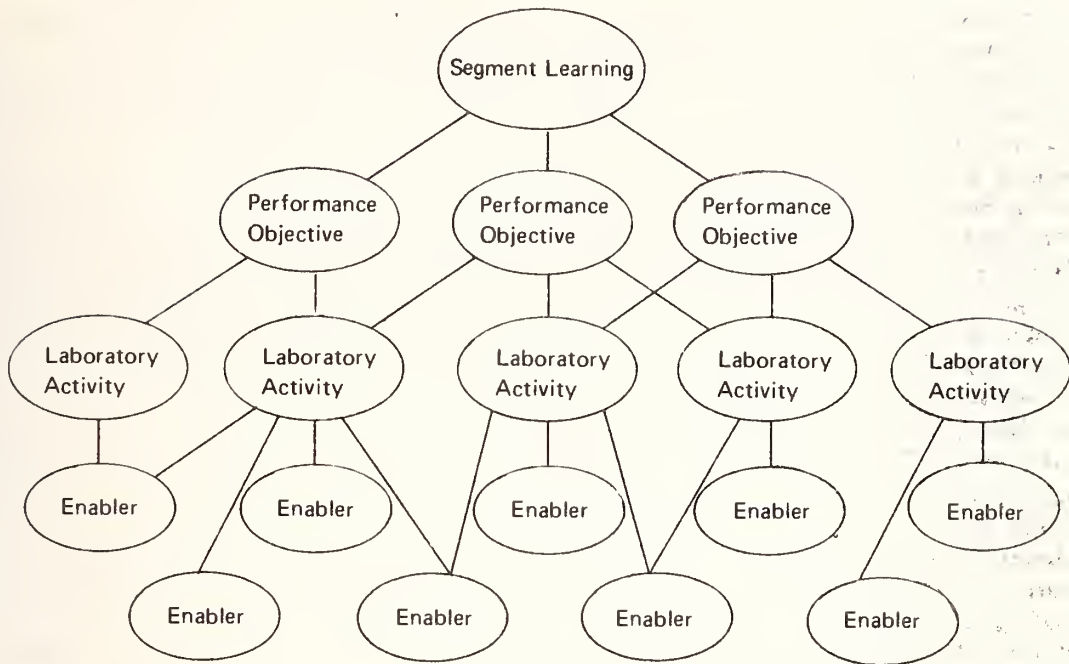 Segment Learning
Performance
Objective
Performance
Objective
Performance
Objective
Laboratory
Activity
Laboratory
Activity
Laboratory
Activity
Laboratory
Activity
Laboratory
Activity
Enabler
Enabler
Enabler
Enabler
Enabler
Enabler
Enabler
Enabler
Enabler